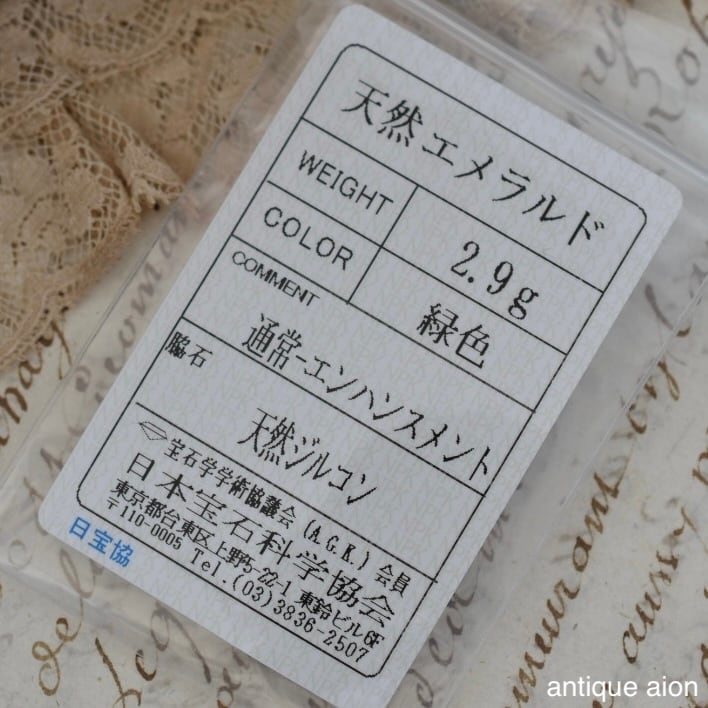 天然エメラルド
WEIGHT 2.9g
COLOR 緑色
COMMENT
通常-エンハンスメント
脇石
天然ジルコン
宝石学学術協議会 (A.G.K.) 会員
日本宝石科学協会
東京都台東区上野5-22-1 東鈴ビル6F
〒110-0005 Tel.(03)3836-2507
日宝協
antique aion